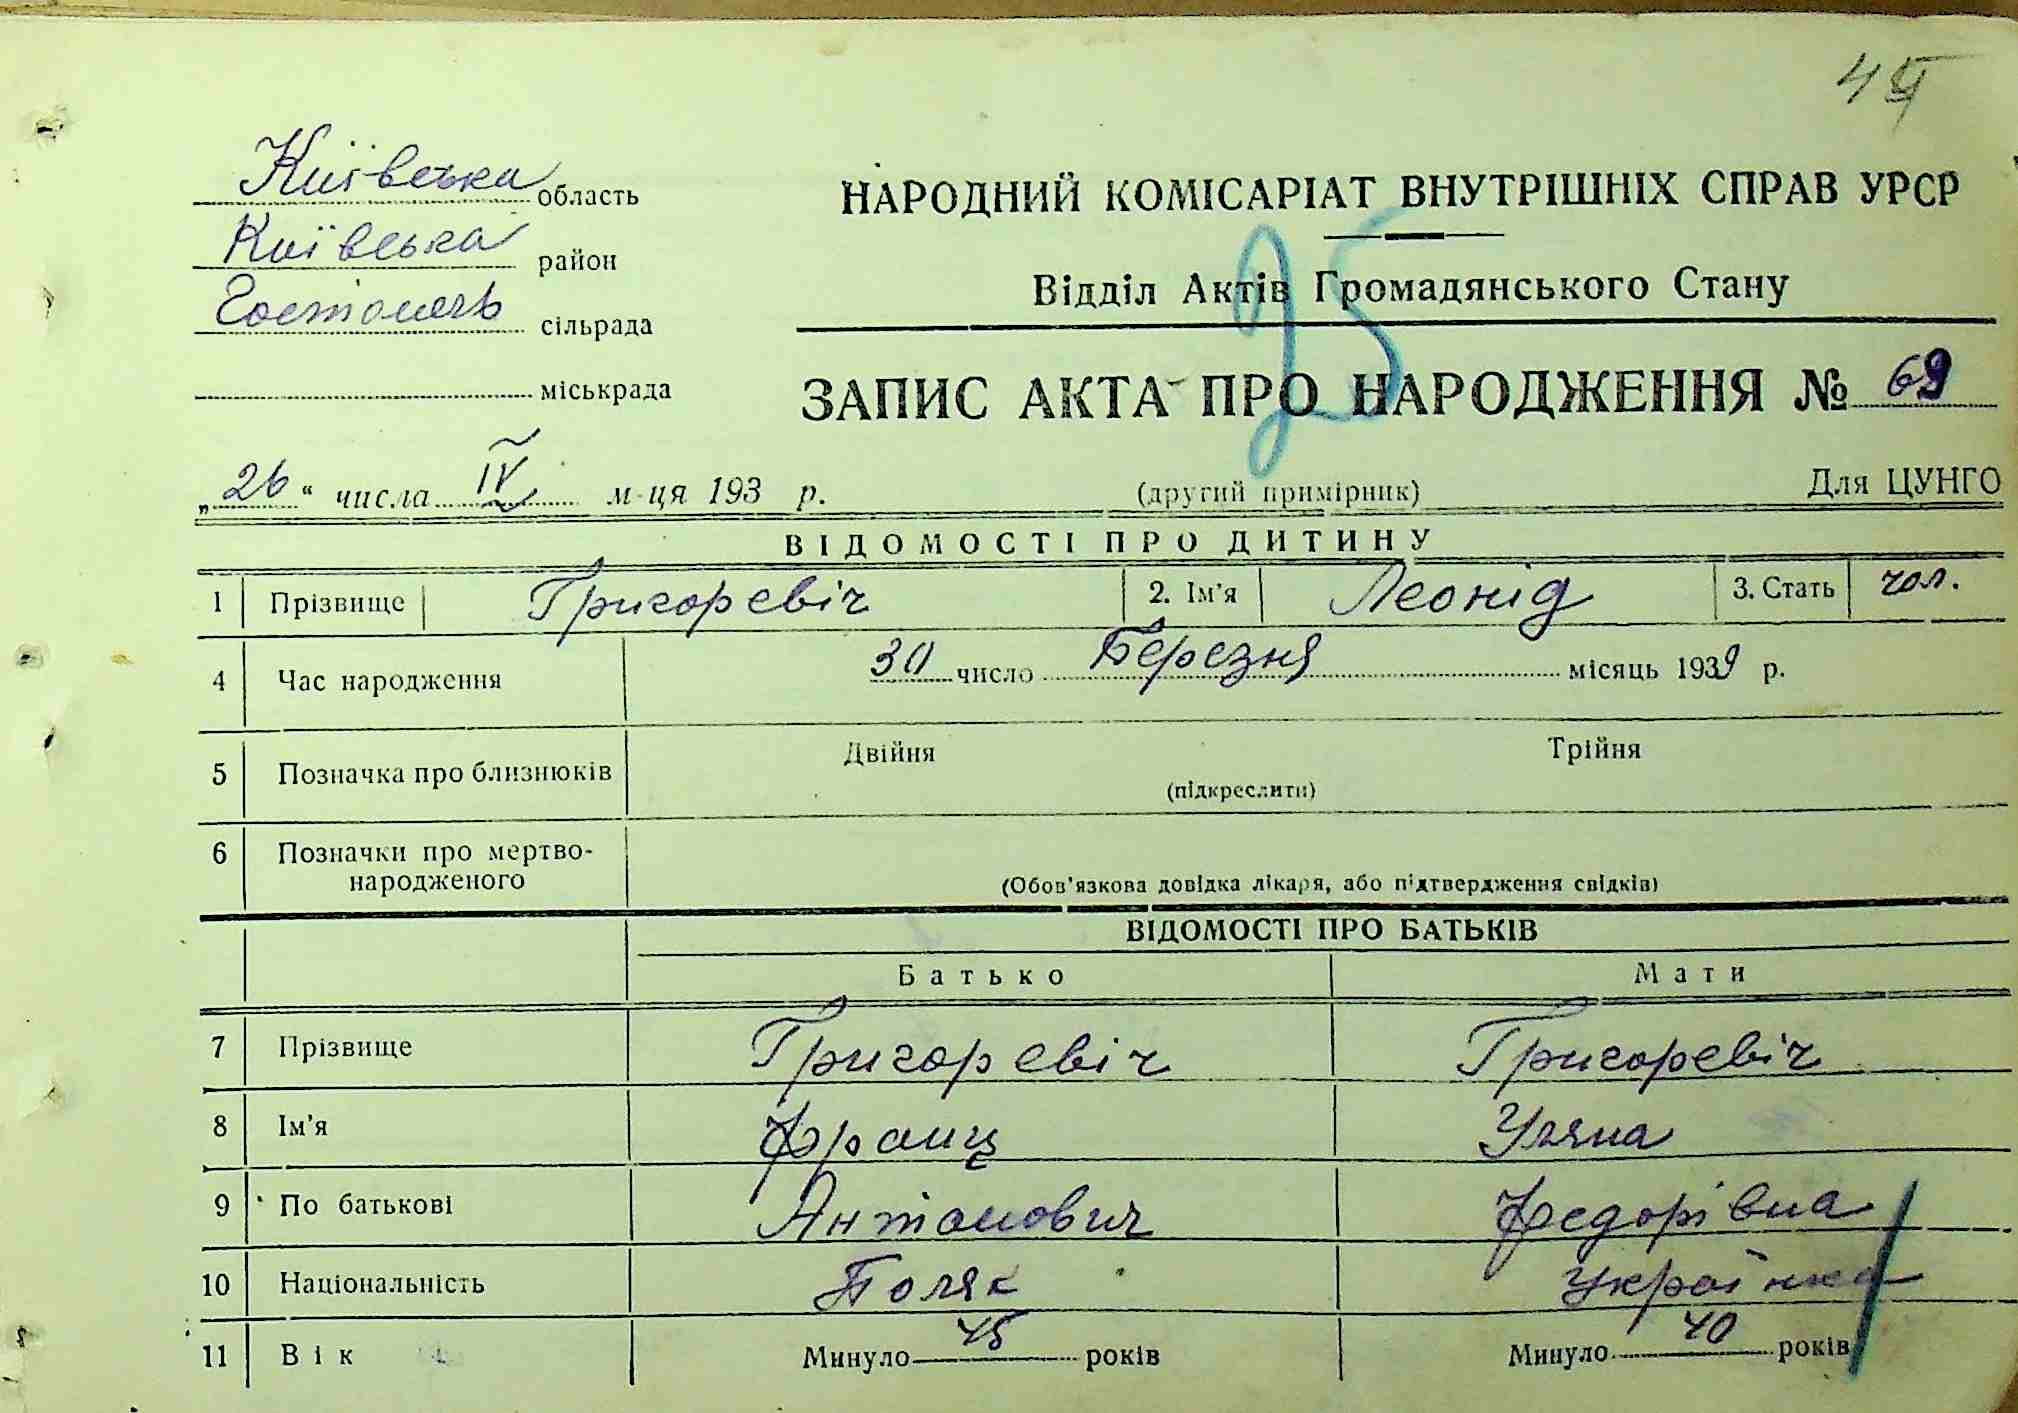 Київська область
Київська район
Гостомель сільрада
міськрада
НАРОДНИЙ КОМІСАРІАТ ВНУТРІШНІХ СПРАВ УРСР
Відділ Актів Громадянського Стану
25
ЗАПИС АКТА ПРО НАРОДЖЕННЯ № 69
„26“ числа IV м-ця 193 р.
(другий примірник)
Для ЦУНГО
ВІДОМОСТІ ПРО ДИТИНУ
1 Прізвище Григоревіч 2. Ім'я Леонід 3. Стать чол.
4 Час народження 30 число Березня місяць 1939 р.
5 Позначка про близнюків Двійня Трійня
(підкреслити)
6 Позначки про мертво-
народженого
(Обов'язкова довідка лікаря, або підтвердження свідків)
ВІДОМОСТІ ПРО БАТЬКІВ
Батько Мати
7 Прізвище Григоревіч Григоревіч
8 Ім'я Франц Уляна
9 По батькові Антонович Федорівна
10 Національність Поляк Українка
11 Вік Минуло 45 років Минуло 40 років